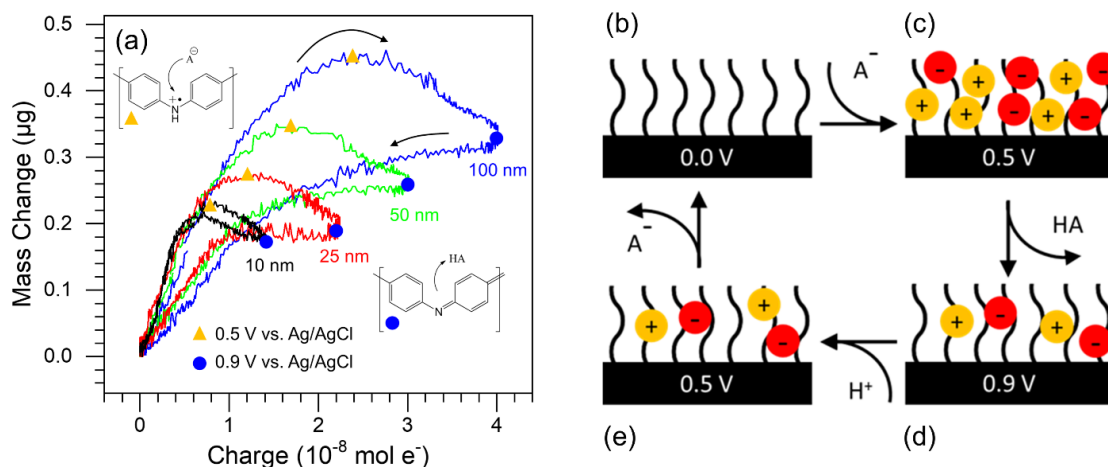 (a)
Mass Change (µg)
0.5
0.4
0.3
0.2
0.1
0.0
A⁻
+•
N
H
100 nm
50 nm
25 nm
10 nm
HA
N
0.5 V vs. Ag/AgCl
0.9 V vs. Ag/AgCl
0 1 2 3 4
Charge (10⁻⁸ mol e⁻)
(b)
0.0 V
A⁻
(c)
- + - + -
+ + - + -
0.5 V
HA
A⁻
+ - + -
0.5 V
(e)
H⁺
+ - + -
0.9 V
(d)